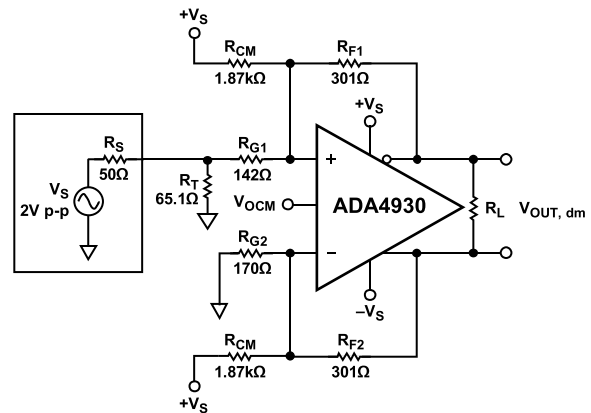 +VS
RCM
1.87kΩ
RF1
301Ω
+VS
RS
50Ω
VS
2V p-p
RT
65.1Ω
RG1
142Ω
+
VOCM
ADA4930
RL
VOUT, dm
RG2
170Ω
–
–VS
RCM
1.87kΩ
RF2
301Ω
+VS